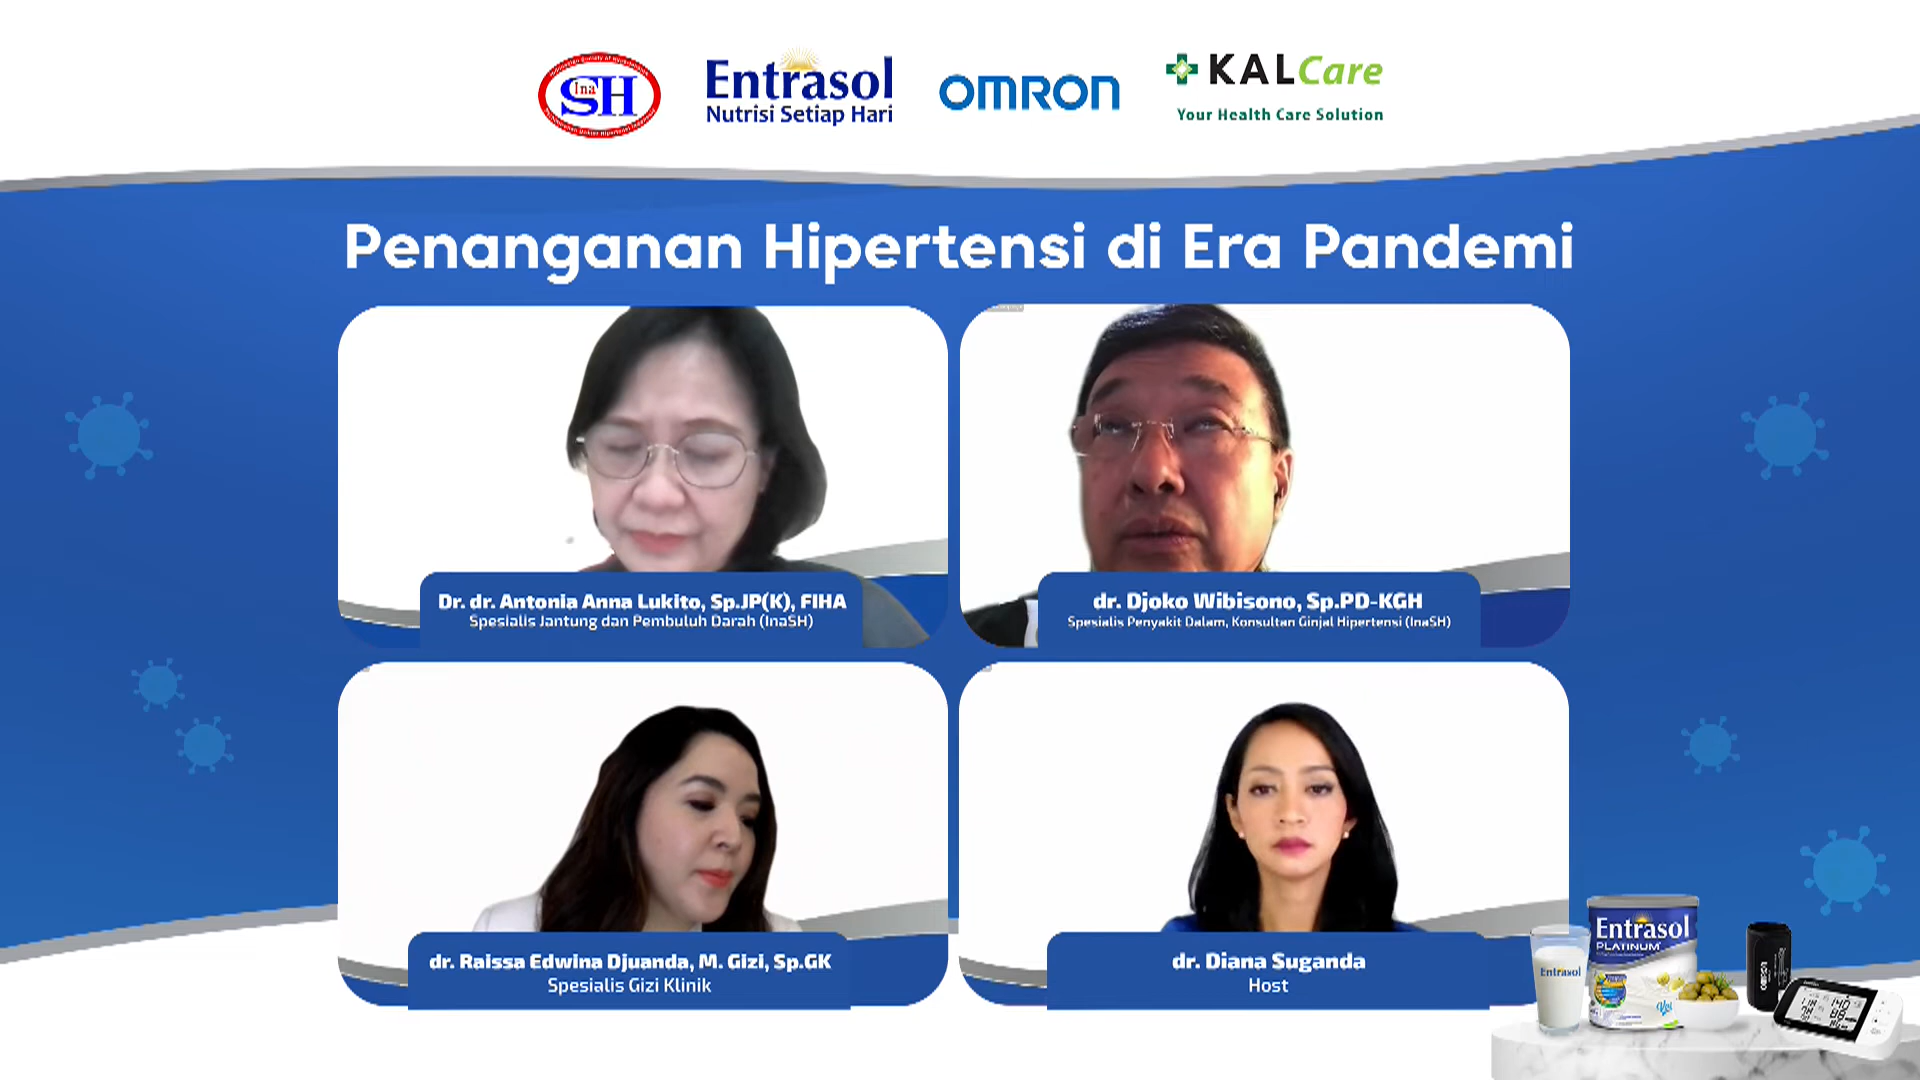 InaSH
Entrasol
Nutrisi Setiap Hari
OMRON
KALCare
Your Health Care Solution
Penanganan Hipertensi di Era Pandemi
Dr. dr. Antonia Anna Lukito, Sp.JP(K), FIHA
Spesialis Jantung dan Pembuluh Darah (InaSH)
dr. Djoko Wibisono, Sp.PD-KGH
Spesialis Penyakit Dalam, Konsultan Ginjal Hipertensi (InaSH)
dr. Raissa Edwina Djuanda, M. Gizi, Sp.GK
Spesialis Gizi Klinik
dr. Diana Suganda
Host
Entrasol
PLATINUM
Entrasol
OMRON